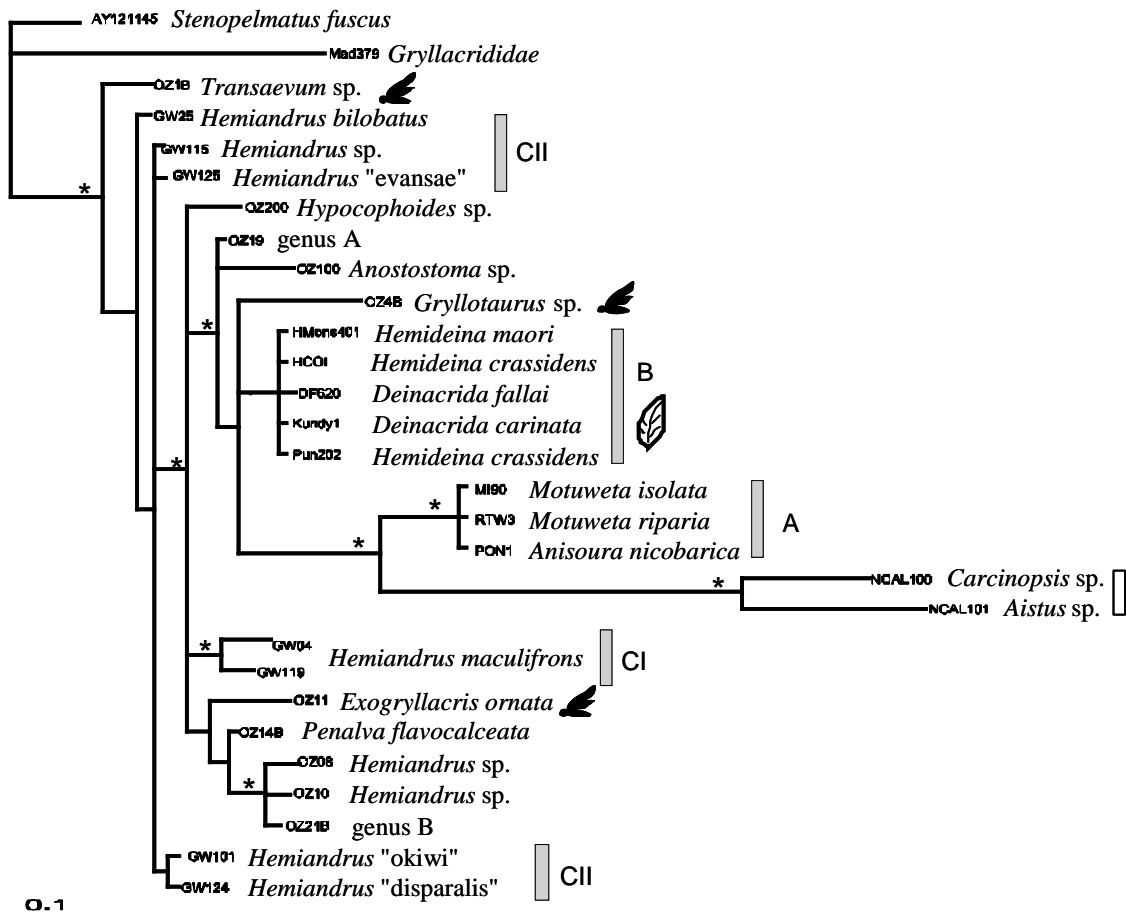 AY121145 Stenopelmatus fuscus
Mad379 Gryllacrididae
OZ1B Transaevum sp.
GW25 Hemiandrus bilobatus
GW115 Hemiandrus sp.
CII
GW125 Hemiandrus "evansae"
OZ200 Hypocophoides sp.
OZ19 genus A
OZ100 Anostostoma sp.
OZ4B Gryllotaurus sp.
HMons401 Hemideina maori
HCOI Hemideina crassidens
B
DF620 Deinacrida fallai
Kundy1 Deinacrida carinata
Pun202 Hemideina crassidens
MI90 Motuweta isolata
RTW3 Motuweta riparia A
PON1 Anisoura nicobarica
NCAL100 Carcinopsis sp.
NCAL101 Aistus sp.
GW04
Hemiandrus maculifrons CI
GW119
OZ11 Exogryllacris ornata
OZ14B Penalva flavocalceata
OZ08 Hemiandrus sp.
OZ10 Hemiandrus sp.
OZ21B genus B
GW101 Hemiandrus "okiwi"
CII
GW124 Hemiandrus "disparalis"
0.1